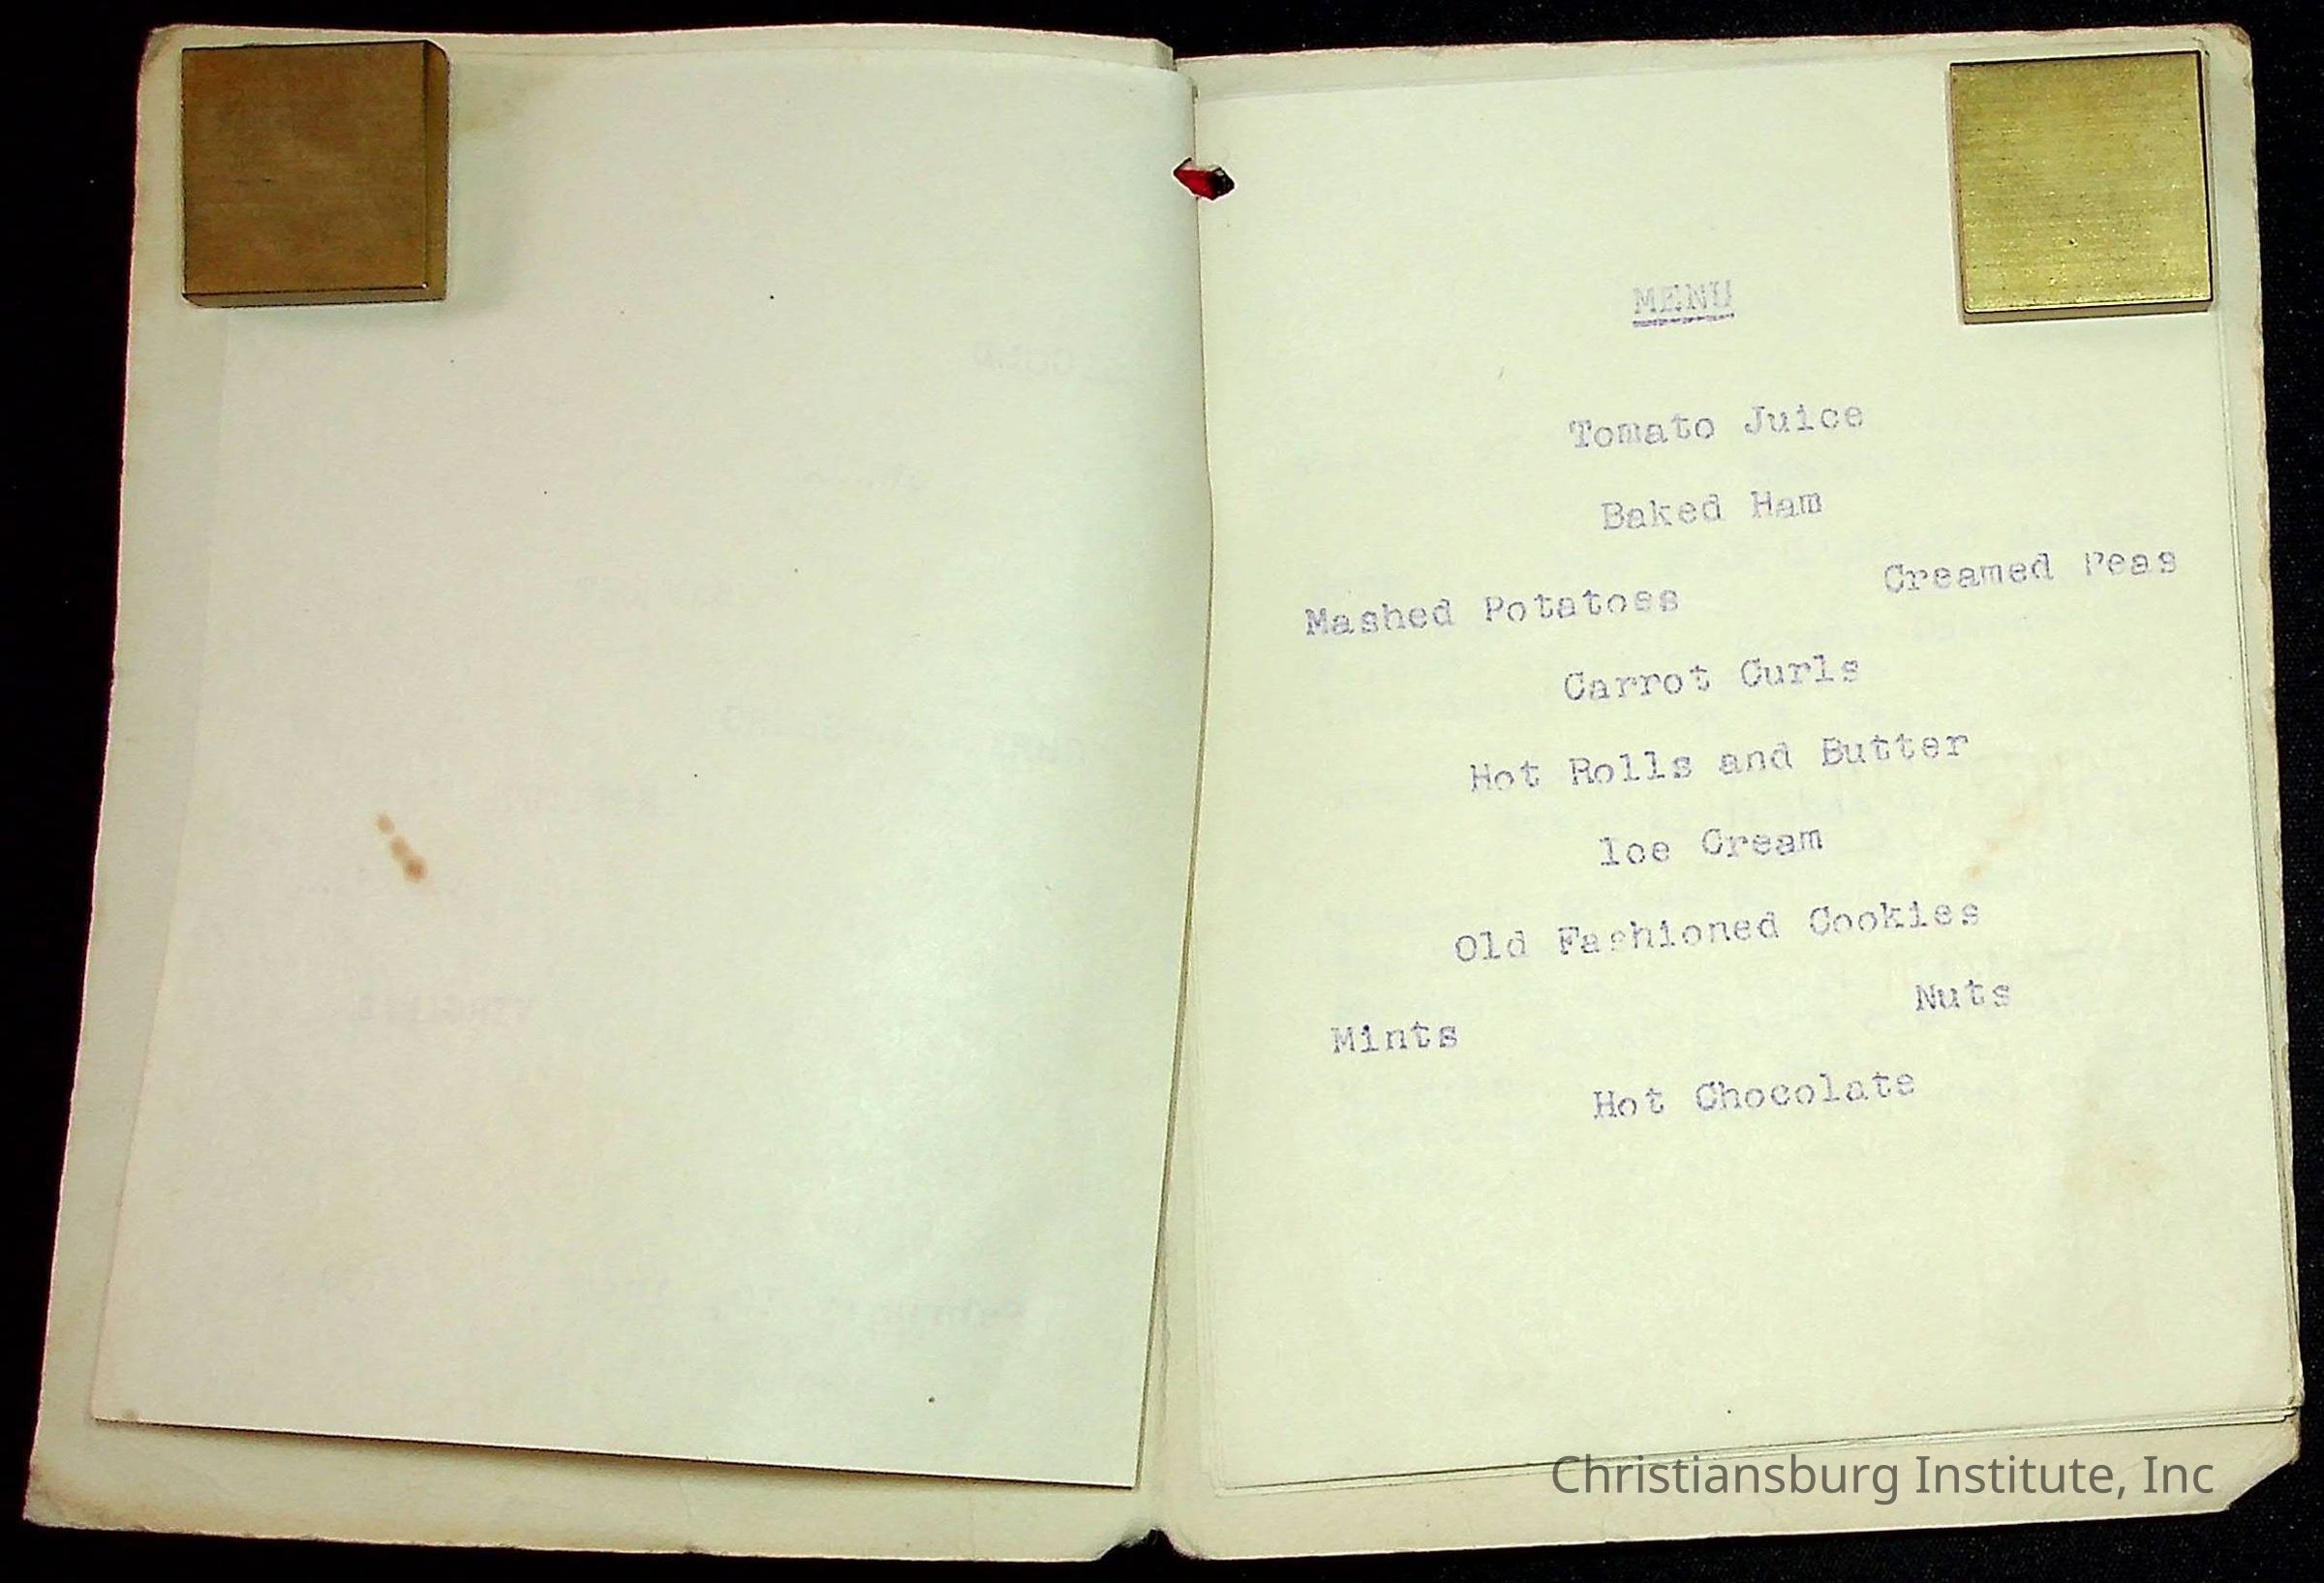 MENU
Tomato Juice
Baked Ham
Mashed Potatoes Creamed Peas
Carrot Curls
Hot Rolls and Butter
Ice Cream
Old Fashioned Cookies
Mints Nuts
Hot Chocolate
Christiansburg Institute, Inc